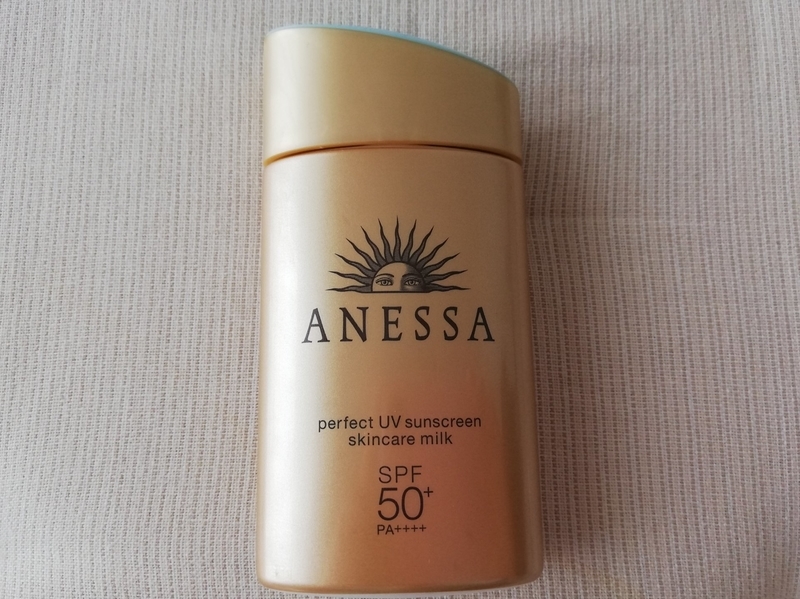 ANESSA
perfect UV sunscreen
skincare milk
SPF
50+
PA++++